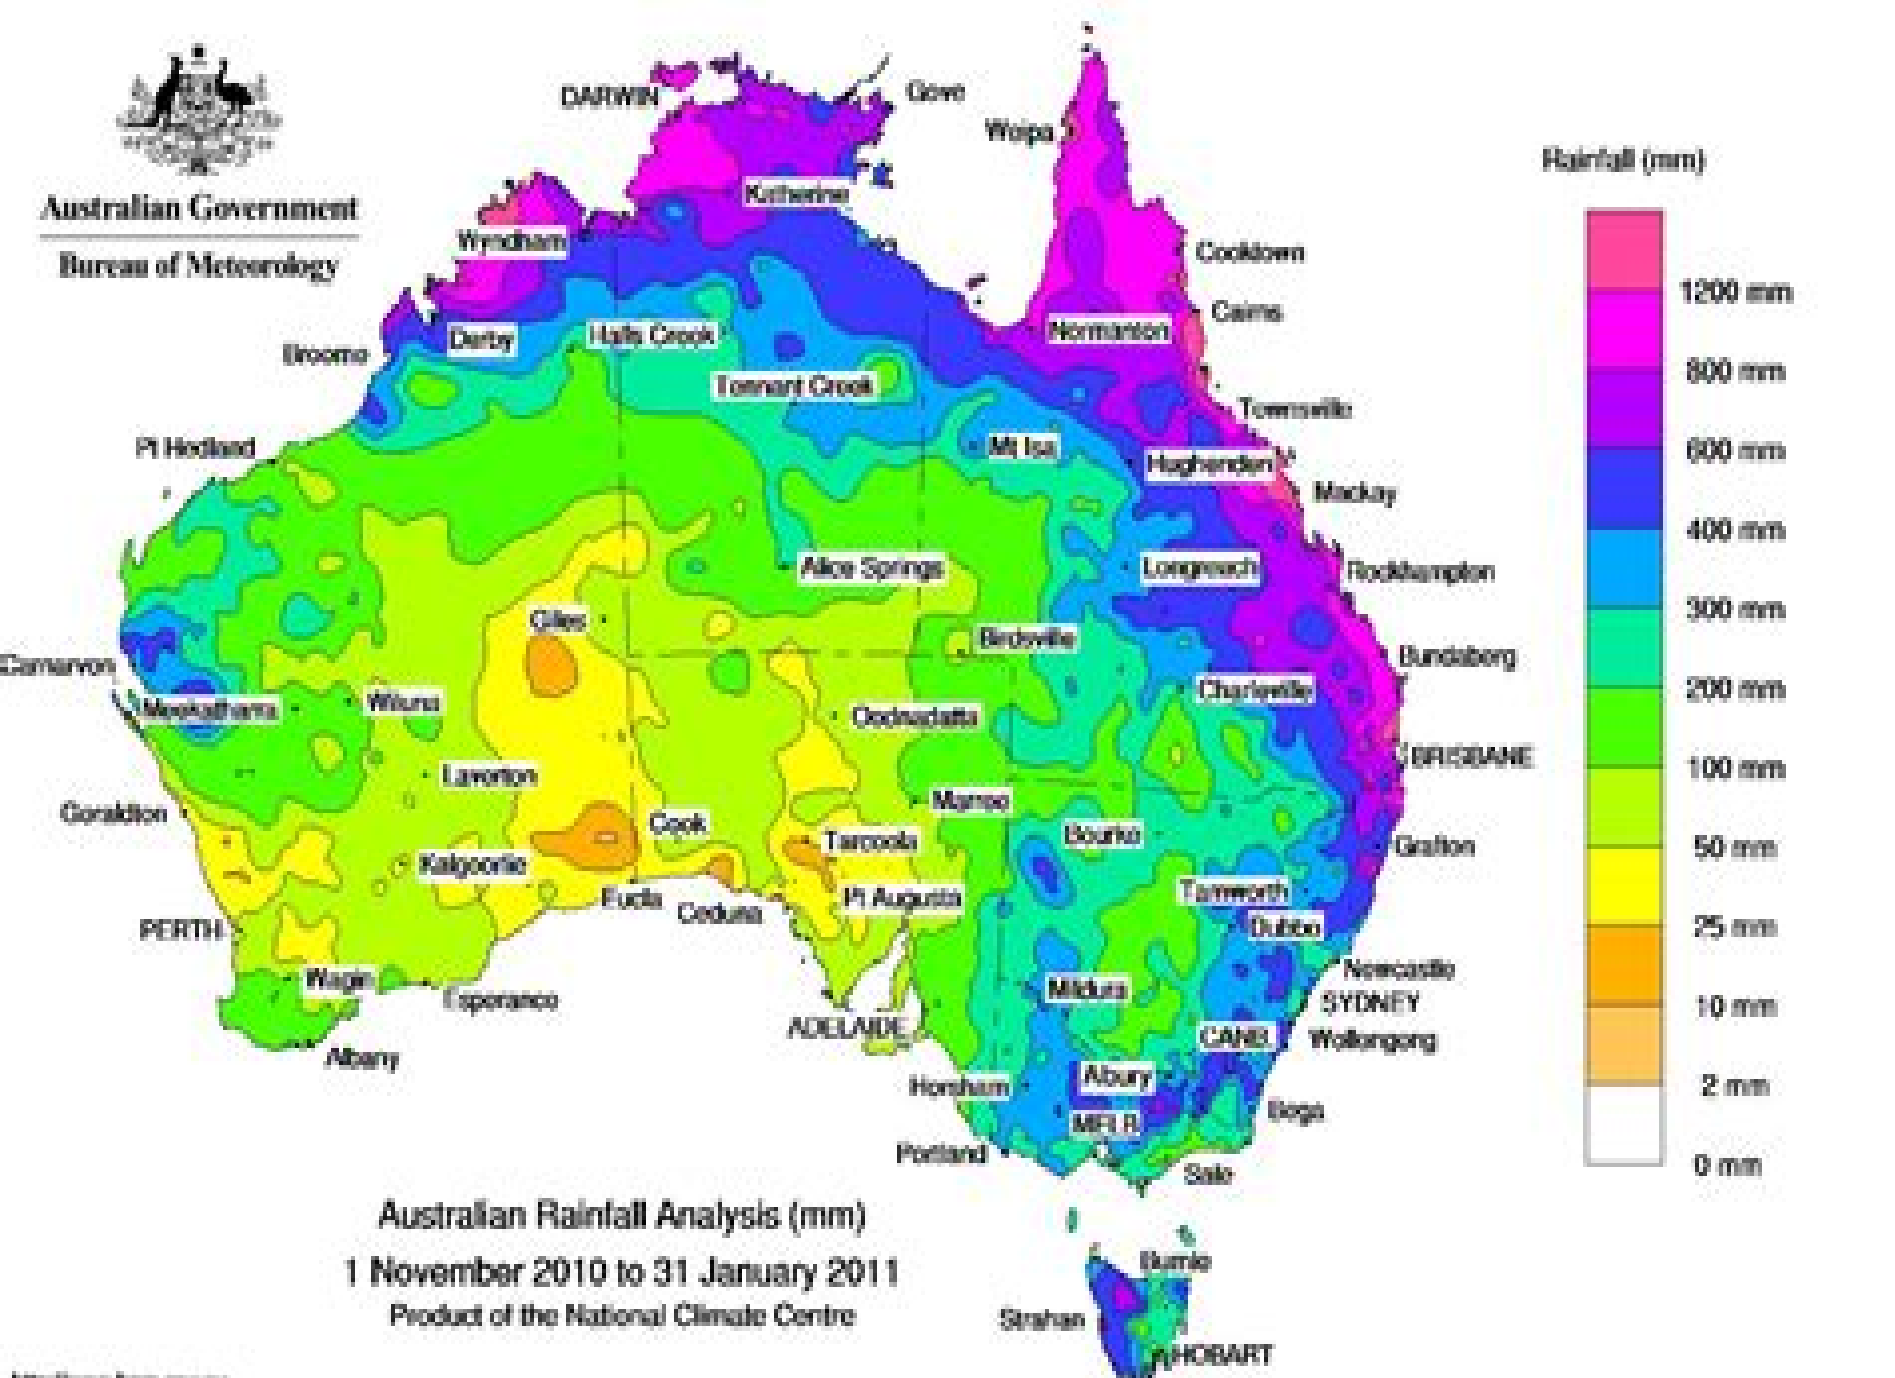 Australian Government
Bureau of Meteorology
DARWIN
Gove
Weipa
Katherine
Wyndham
Cooktown
Cairns
Normanton
Derby
Halls Creek
Broome
Tennant Creek
Townsville
Pt Hedland
Mt Isa
Hughenden
Mackay
Alice Springs
Longreach
Rockhampton
Giles
Birdsville
Carnarvon
Bundaberg
Meekatharra
Wiluna
Charleville
Oodnadatta
BRISBANE
Laverton
Marree
Geraldton
Cook
Tarcoola
Bourke
Grafton
Kalgoorlie
Eucla
Ceduna
Pt Augusta
Tamworth
Dubbo
PERTH
Wagin
Esperance
Newcastle
SYDNEY
Mildura
ADELAIDE
CANB.
Wollongong
Albany
Horsham
Albury
MELB.
Bega
Portland
Sale
Burnie
Strahan
HOBART
Rainfall (mm)
1200 mm
800 mm
600 mm
400 mm
300 mm
200 mm
100 mm
50 mm
25 mm
10 mm
2 mm
0 mm
Australian Rainfall Analysis (mm)
1 November 2010 to 31 January 2011
Product of the National Climate Centre